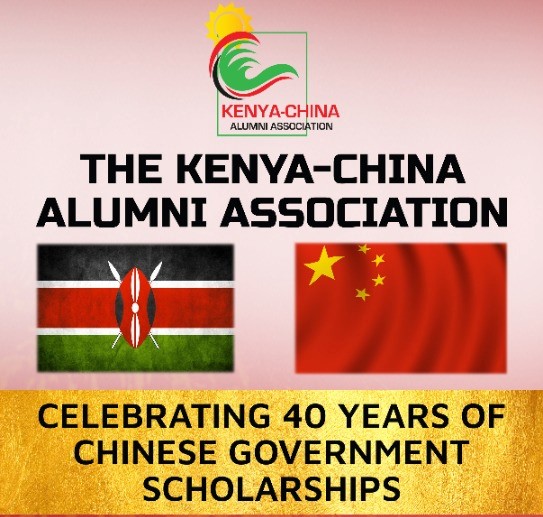 KENYA-CHINA
ALUMNI ASSOCIATION
THE KENYA-CHINA
ALUMNI ASSOCIATION
CELEBRATING 40 YEARS OF
CHINESE GOVERNMENT
SCHOLARSHIPS